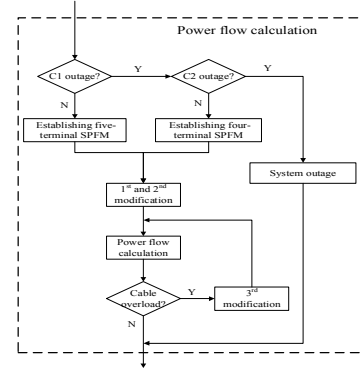 Power flow calculation
C1 outage?
Y
C2 outage?
Y
N
N
Establishing five-
terminal SPFM
Establishing four-
terminal SPFM
System outage
1st and 2nd
modification
Power flow
calculation
Cable
overload?
Y
3rd
modification
N